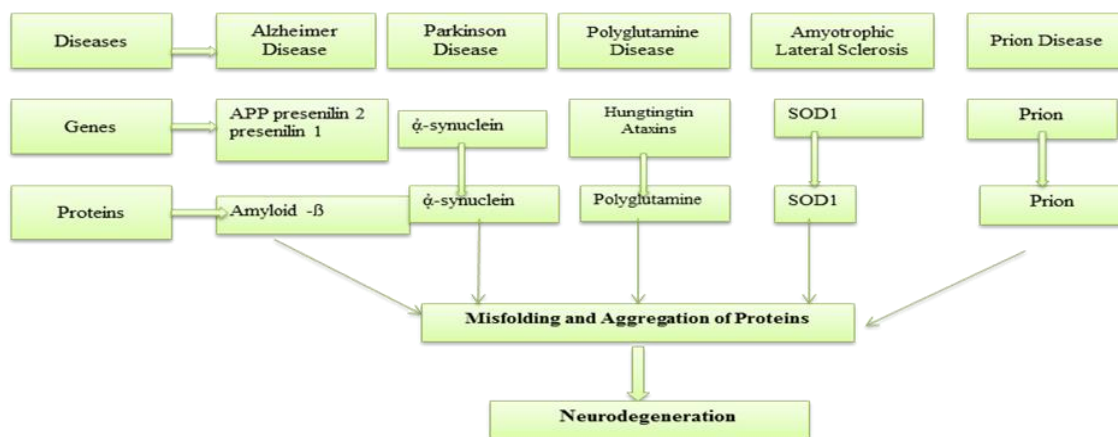 Diseases
Alzheimer
Disease
Parkinson
Disease
Polyglutamine
Disease
Amyotrophic
Lateral Sclerosis
Prion Disease
Genes
APP presenilin 2
presenilin 1
ἀ-synuclein
Hungtingtin
Ataxins
SOD1
Prion
Proteins
Amyloid -ß
ἀ-synuclein
Polyglutamine
SOD1
Prion
Misfolding and Aggregation of Proteins
Neurodegeneration